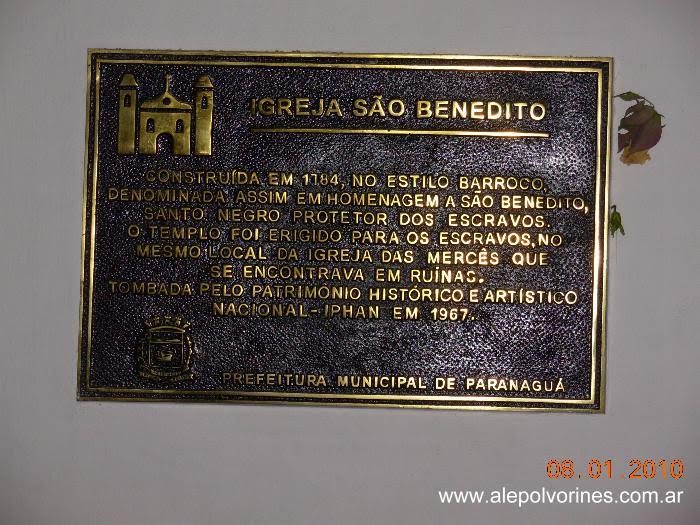 IGREJA SÃO BENEDITO
CONSTRUÍDA EM 1784, NO ESTILO BARROCO,
DENOMINADA ASSIM EM HOMENAGEM A SÃO BENEDITO,
SANTO NEGRO PROTETOR DOS ESCRAVOS.
O TEMPLO FOI ERIGIDO PARA OS ESCRAVOS, NO
MESMO LOCAL DA IGREJA DAS MERCÊS QUE
SE ENCONTRAVA EM RUÍNAS.
TOMBADA PELO PATRIMÔNIO HISTÓRICO E ARTÍSTICO
NACIONAL-IPHAN EM 1967.
PREFEITURA MUNICIPAL DE PARANAGUÁ
08.01.2010
www.alepolvorines.com.ar